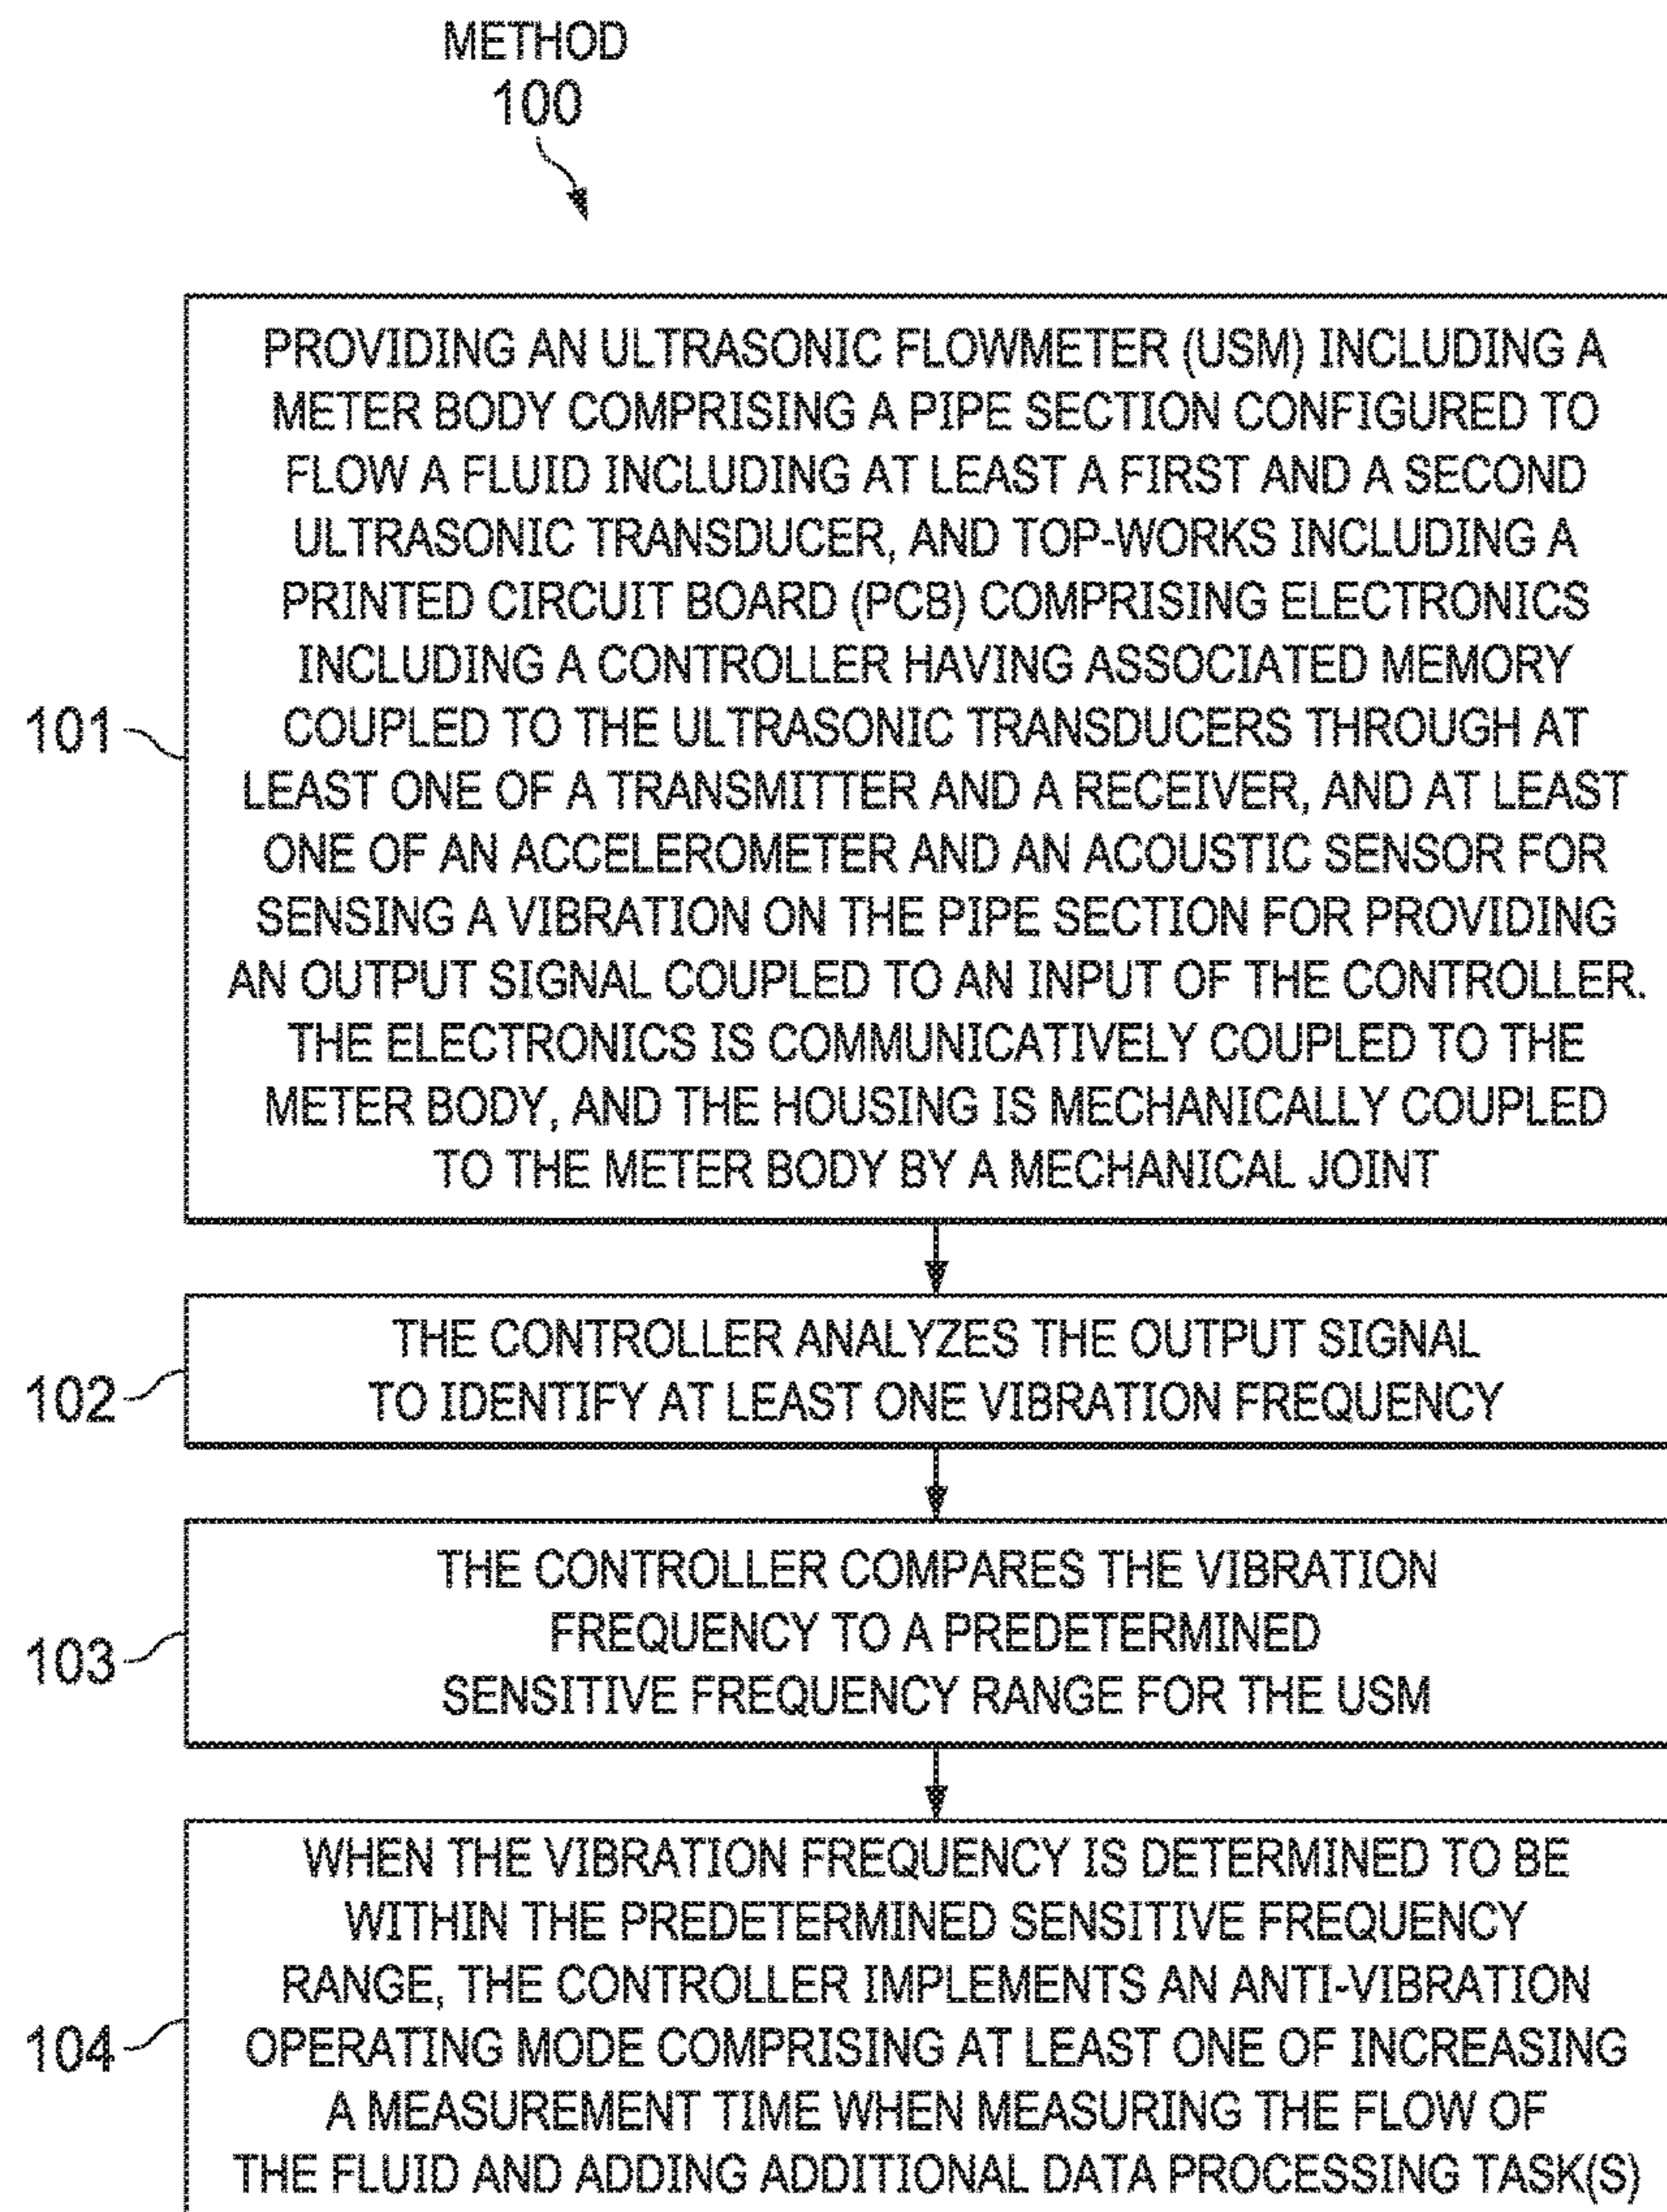 METHOD
100
101
PROVIDING AN ULTRASONIC FLOWMETER (USM) INCLUDING A
METER BODY COMPRISING A PIPE SECTION CONFIGURED TO
FLOW A FLUID INCLUDING AT LEAST A FIRST AND A SECOND
ULTRASONIC TRANSDUCER, AND TOP-WORKS INCLUDING A
PRINTED CIRCUIT BOARD (PCB) COMPRISING ELECTRONICS
INCLUDING A CONTROLLER HAVING ASSOCIATED MEMORY
COUPLED TO THE ULTRASONIC TRANSDUCERS THROUGH AT
LEAST ONE OF A TRANSMITTER AND A RECEIVER, AND AT LEAST
ONE OF AN ACCELEROMETER AND AN ACOUSTIC SENSOR FOR
SENSING A VIBRATION ON THE PIPE SECTION FOR PROVIDING
AN OUTPUT SIGNAL COUPLED TO AN INPUT OF THE CONTROLLER.
THE ELECTRONICS IS COMMUNICATIVELY COUPLED TO THE
METER BODY, AND THE HOUSING IS MECHANICALLY COUPLED
TO THE METER BODY BY A MECHANICAL JOINT
102
THE CONTROLLER ANALYZES THE OUTPUT SIGNAL
TO IDENTIFY AT LEAST ONE VIBRATION FREQUENCY
103
THE CONTROLLER COMPARES THE VIBRATION
FREQUENCY TO A PREDETERMINED
SENSITIVE FREQUENCY RANGE FOR THE USM
104
WHEN THE VIBRATION FREQUENCY IS DETERMINED TO BE
WITHIN THE PREDETERMINED SENSITIVE FREQUENCY
RANGE, THE CONTROLLER IMPLEMENTS AN ANTI-VIBRATION
OPERATING MODE COMPRISING AT LEAST ONE OF INCREASING
A MEASUREMENT TIME WHEN MEASURING THE FLOW OF
THE FLUID AND ADDING ADDITIONAL DATA PROCESSING TASK(S)